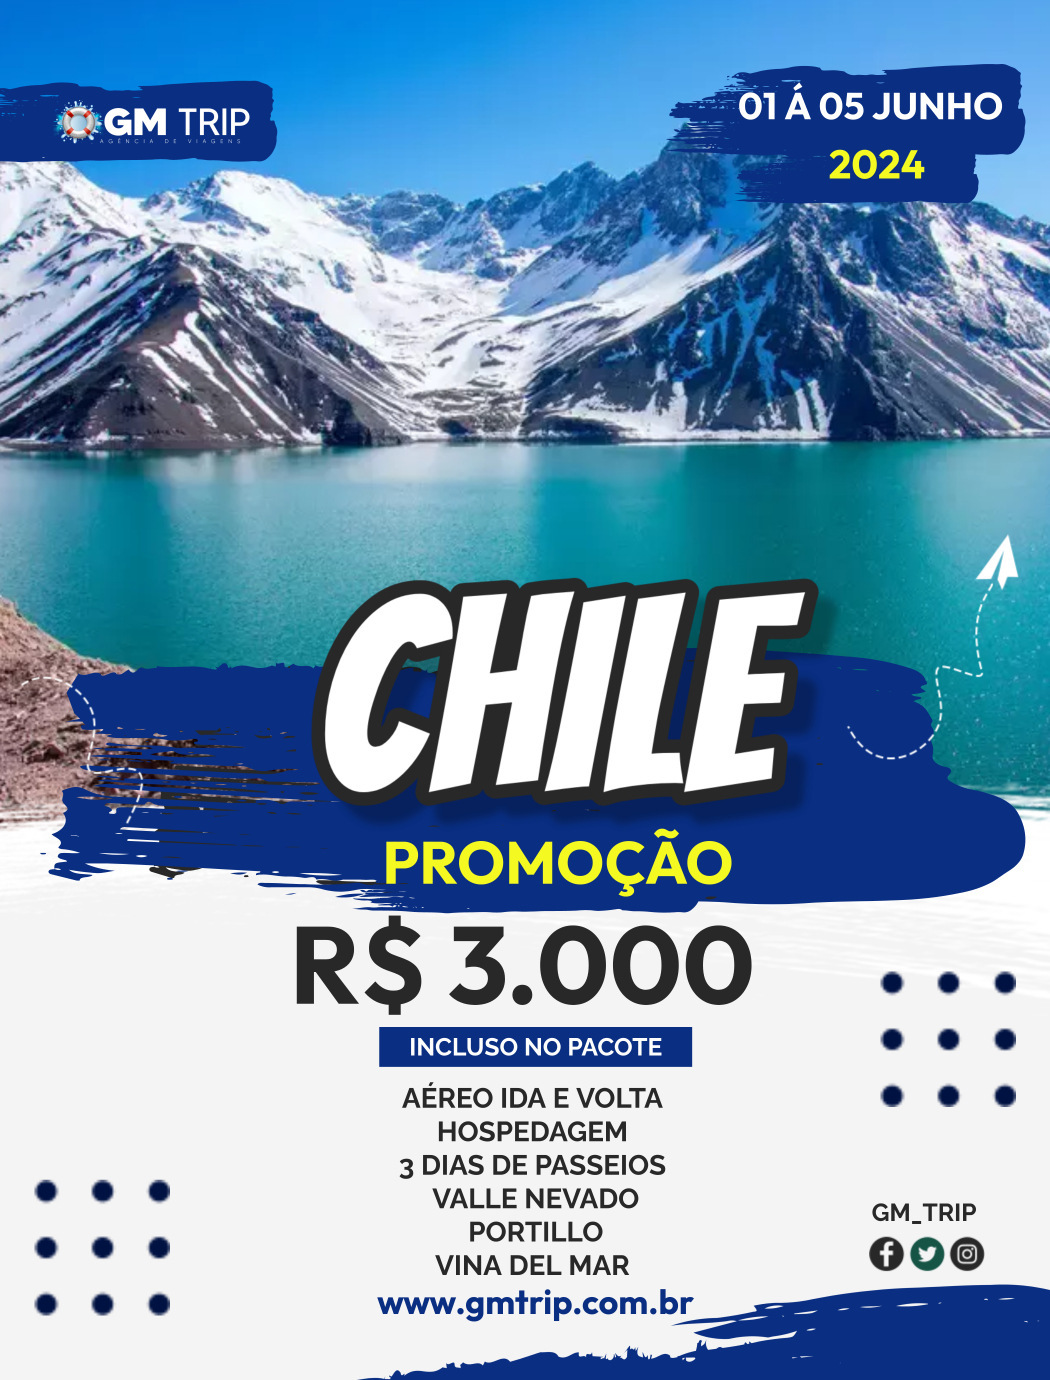 GM TRIP
AGÊNCIA DE VIAGENS
01 Á 05 JUNHO
2024
CHILE
PROMOÇÃO
R$ 3.000
INCLUSO NO PACOTE
AÉREO IDA E VOLTA
HOSPEDAGEM
3 DIAS DE PASSEIOS
VALLE NEVADO
PORTILLO
VINA DEL MAR
www.gmtrip.com.br
GM_TRIP